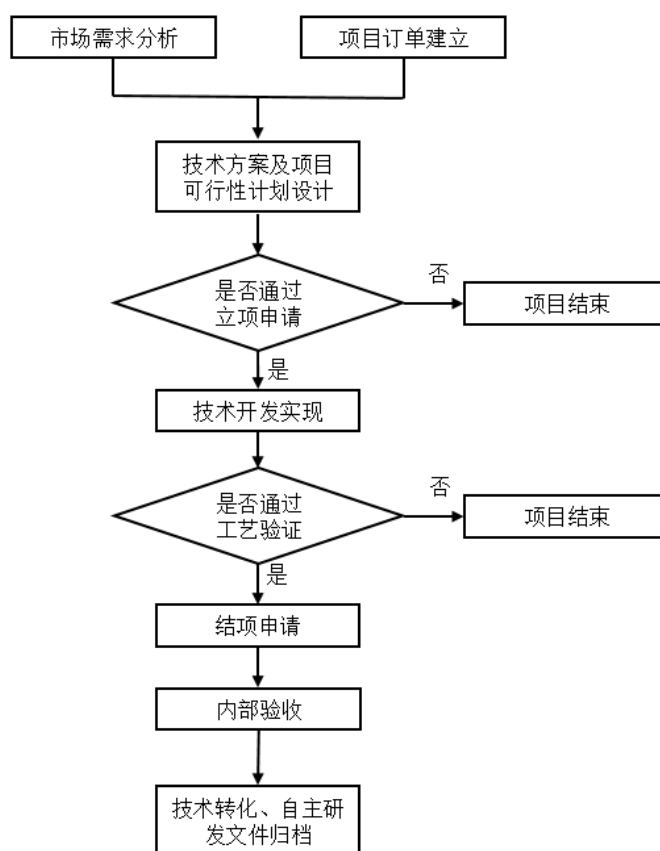 市场需求分析
项目订单建立
技术方案及项目
可行性计划设计
是否通过
立项申请
否
项目结束
是
技术开发实现
是否通过
工艺验证
否
项目结束
是
结项申请
内部验收
技术转化、自主研
发文件归档